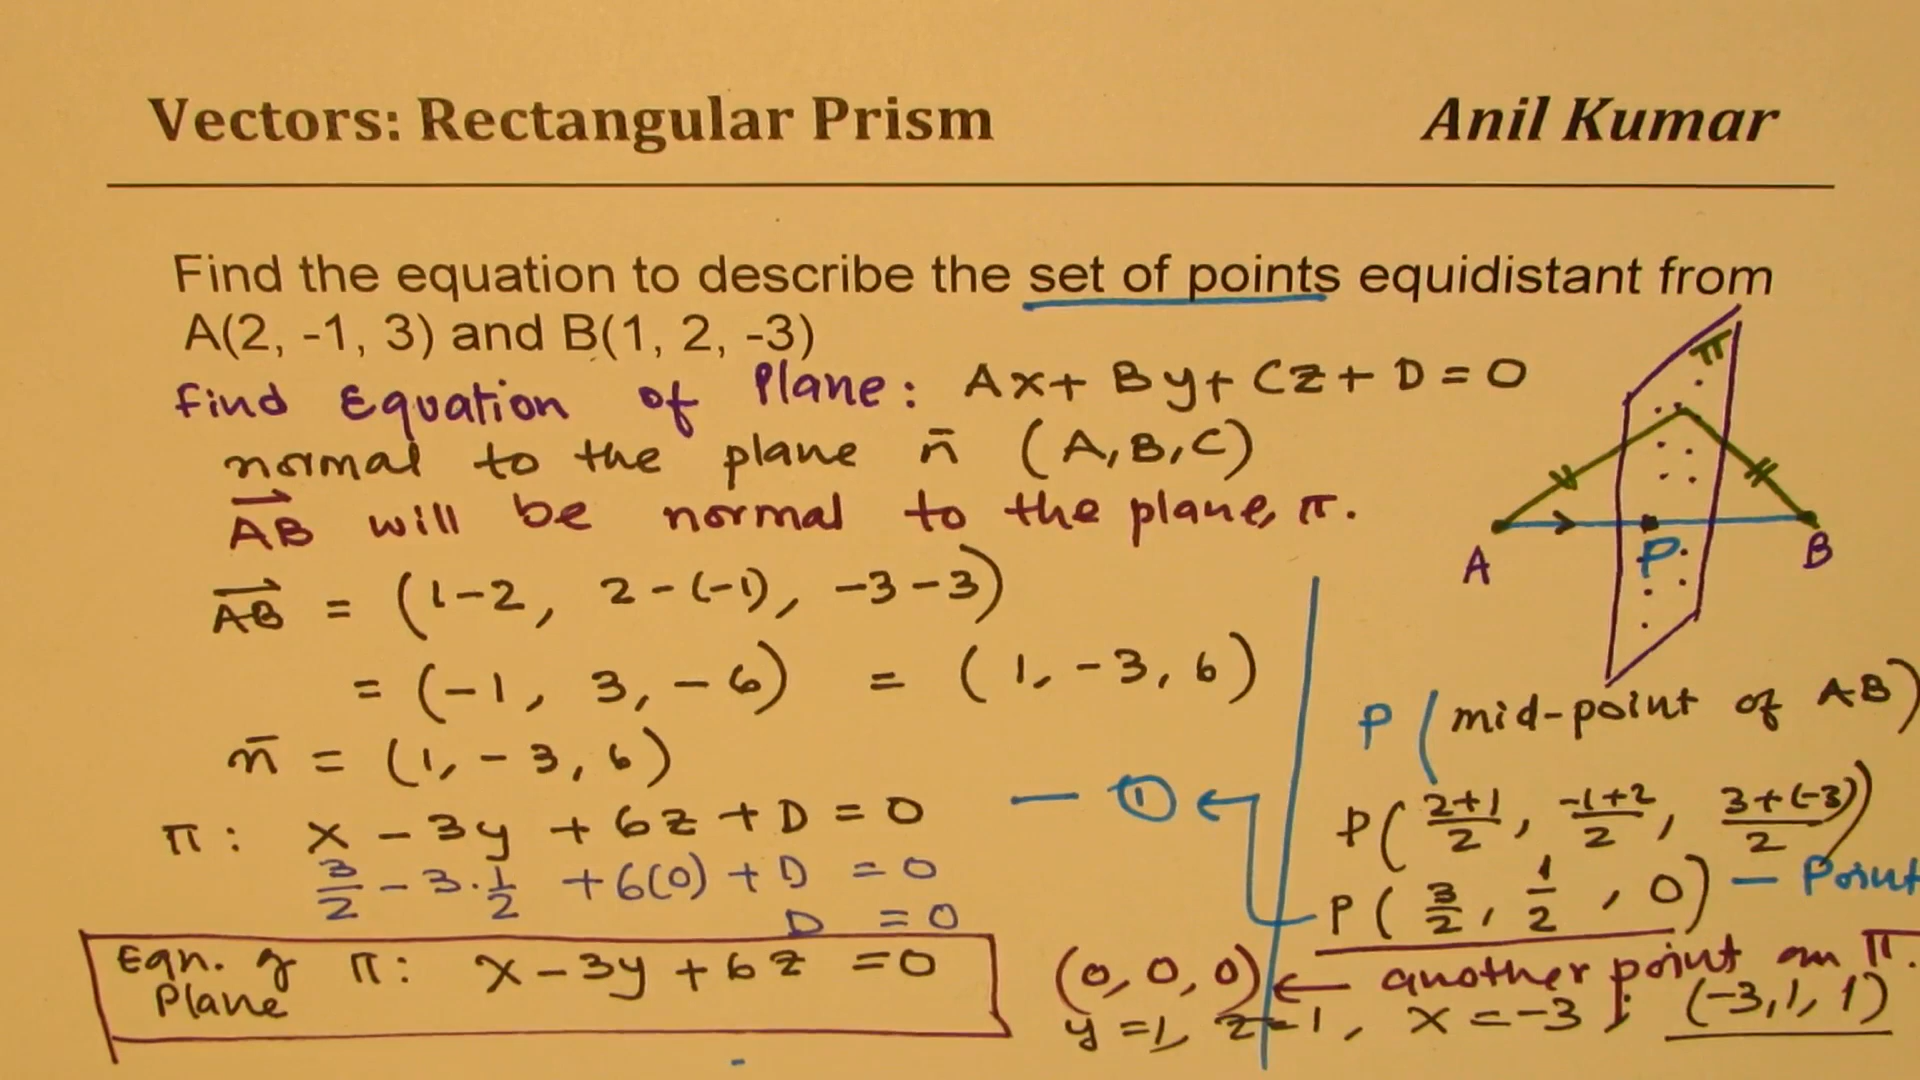 Vectors: Rectangular Prism
Anil Kumar
Find the equation to describe the set of points equidistant from
A(2, -1, 3) and B(1, 2, -3)
Find Equation of Plane: Ax + By + Cz + D = 0
normal to the plane n̄ (A, B, C)
A⃗B⃗ will be normal to the plane, π.
A⃗B⃗ = (1-2, 2-(-1), -3-3)
= (-1, 3, -6) = (1, -3, 6)
n̄ = (1, -3, 6)
π: x - 3y + 6z + D = 0 — ①
3/2 - 3·1/2 + 6(0) + D = 0
D = 0
Eqn. of Plane π: x - 3y + 6z = 0
π
A P B
P (mid-point of AB)
P(2+1/2, -1+2/2, 3+(-3)/2)
P(3/2, 1/2, 0) — Point
(0, 0, 0) ← another point on π.
y = 1, z = 1, x = -3 ; (-3, 1, 1)